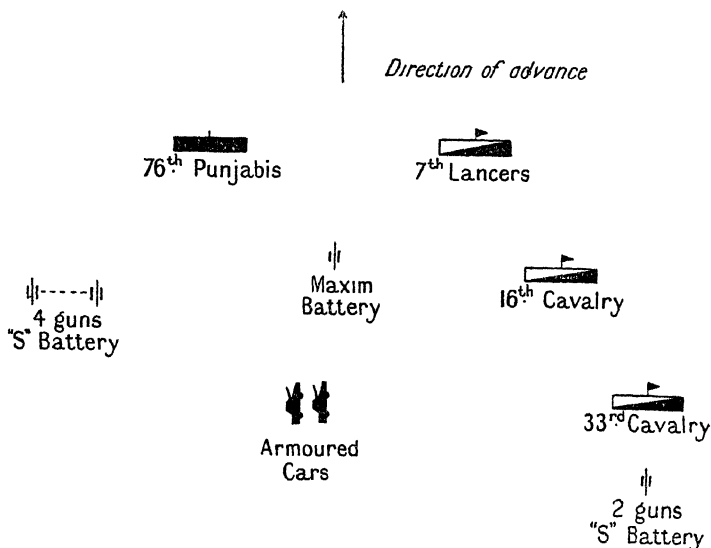 Direction of advance
76th Punjabis
7th Lancers
Maxim
Battery
16th Cavalry
4 guns
"S" Battery
33rd Cavalry
Armoured
Cars
2 guns
"S" Battery